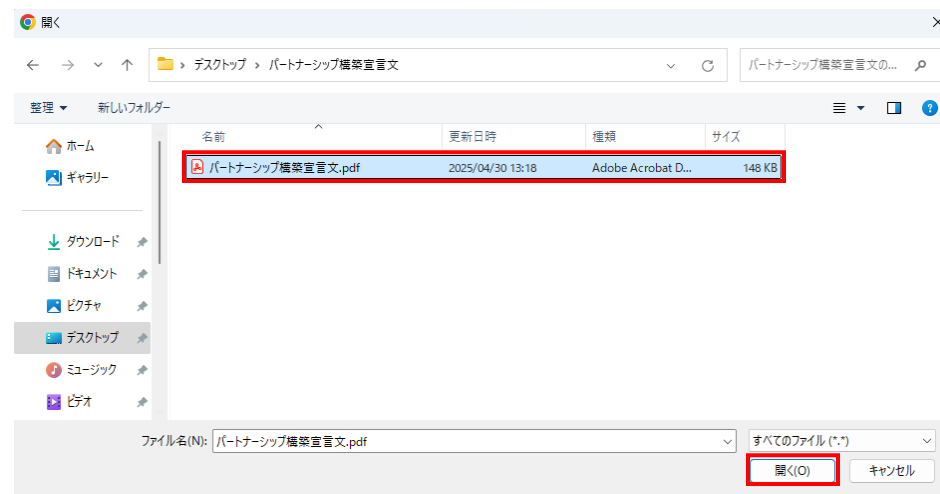 開く
デスクトップ › パートナーシップ構築宣言文
パートナーシップ構築宣言文の...
整理
新しいフォルダー
?
名前 更新日時 種類 サイズ
パートナーシップ構築宣言文.pdf 2025/04/30 13:18 Adobe Acrobat D... 148 KB
ホーム
ギャラリー
ダウンロード
ドキュメント
ピクチャ
デスクトップ
ミュージック
ビデオ
ファイル名(N): パートナーシップ構築宣言文.pdf
すべてのファイル (*.*)
開く(O)
キャンセル